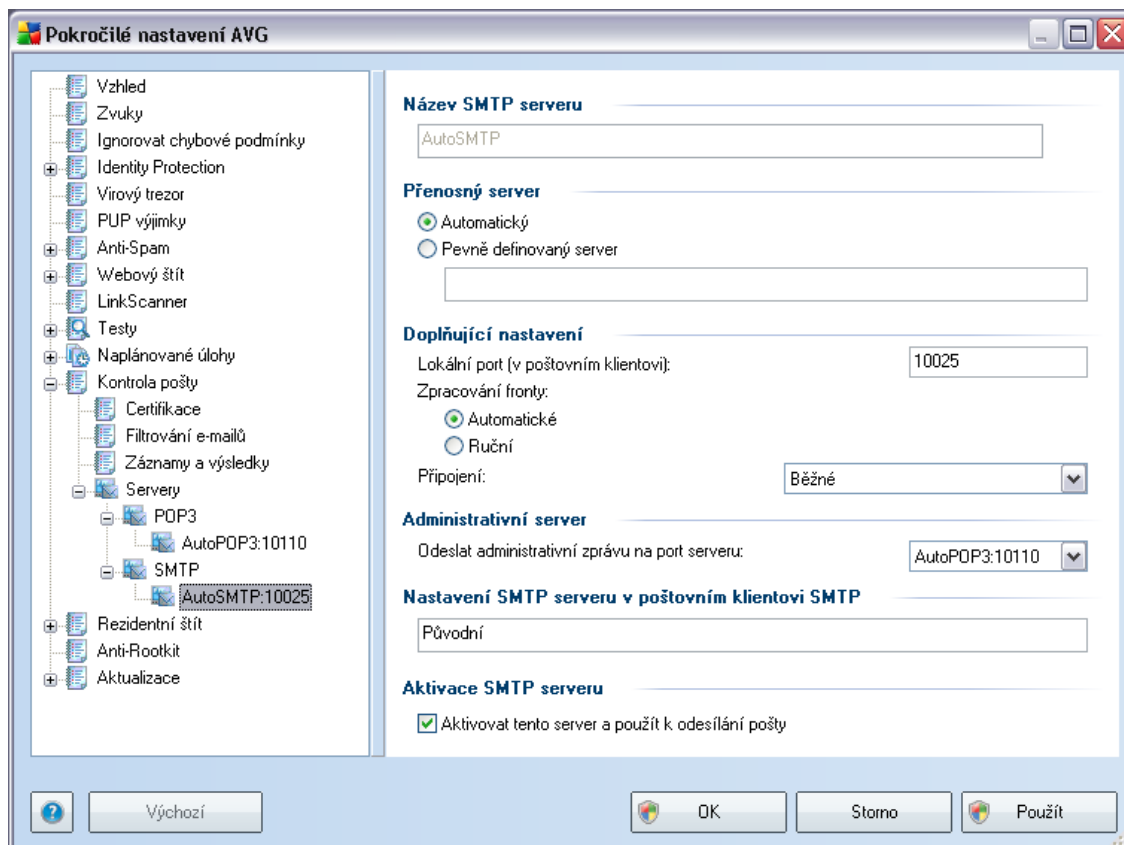 Pokročilé nastavení AVG
Vzhled
Zvuky
Ignorovat chybové podmínky
Identity Protection
Virový trezor
PUP výjimky
Anti-Spam
Webový štít
LinkScanner
Testy
Naplánované úlohy
Kontrola pošty
Certifikace
Filtrování e-mailů
Záznamy a výsledky
Servery
POP3
AutoPOP3:10110
SMTP
AutoSMTP:10025
Rezidentní štít
Anti-Rootkit
Aktualizace
Název SMTP serveru
AutoSMTP
Přenosný server
Automatický
Pevně definovaný server
Doplňující nastavení
Lokální port (v poštovním klientovi): 10025
Zpracování fronty:
Automatické
Ruční
Připojení: Běžné
Administrativní server
Odeslat administrativní zprávu na port serveru: AutoPOP3:10110
Nastavení SMTP serveru v poštovním klientovi SMTP
Původní
Aktivace SMTP serveru
Aktivovat tento server a použít k odesílání pošty
Výchozí OK Storno Použít